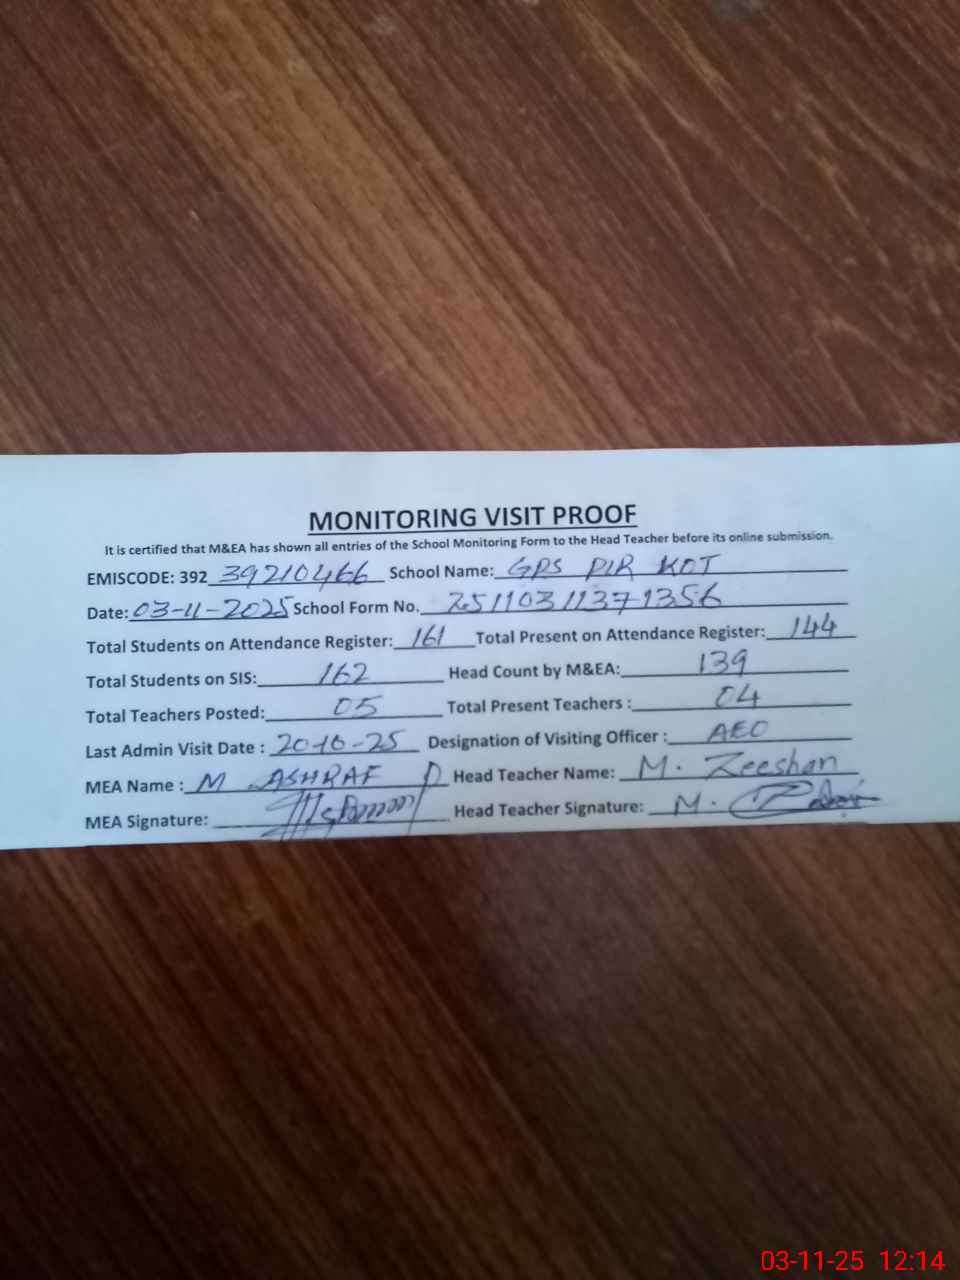 MONITORING VISIT PROOF
It is certified that M&EA has shown all entries of the School Monitoring Form to the Head Teacher before its online submission.
EMISCODE: 392 39210466 School Name: GPS PIR KOT
Date: 03-11-2025 School Form No. 2511031131356
Total Students on Attendance Register: 161 Total Present on Attendance Register: 144
Total Students on SIS: 162 Head Count by M&EA: 139
Total Teachers Posted: 05 Total Present Teachers : 04
Last Admin Visit Date : 20-10-25 Designation of Visiting Officer : AEO
MEA Name : M ASHRAF D Head Teacher Name: M. Zeeshan
MEA Signature: Head Teacher Signature: M.
03-11-25 12:14